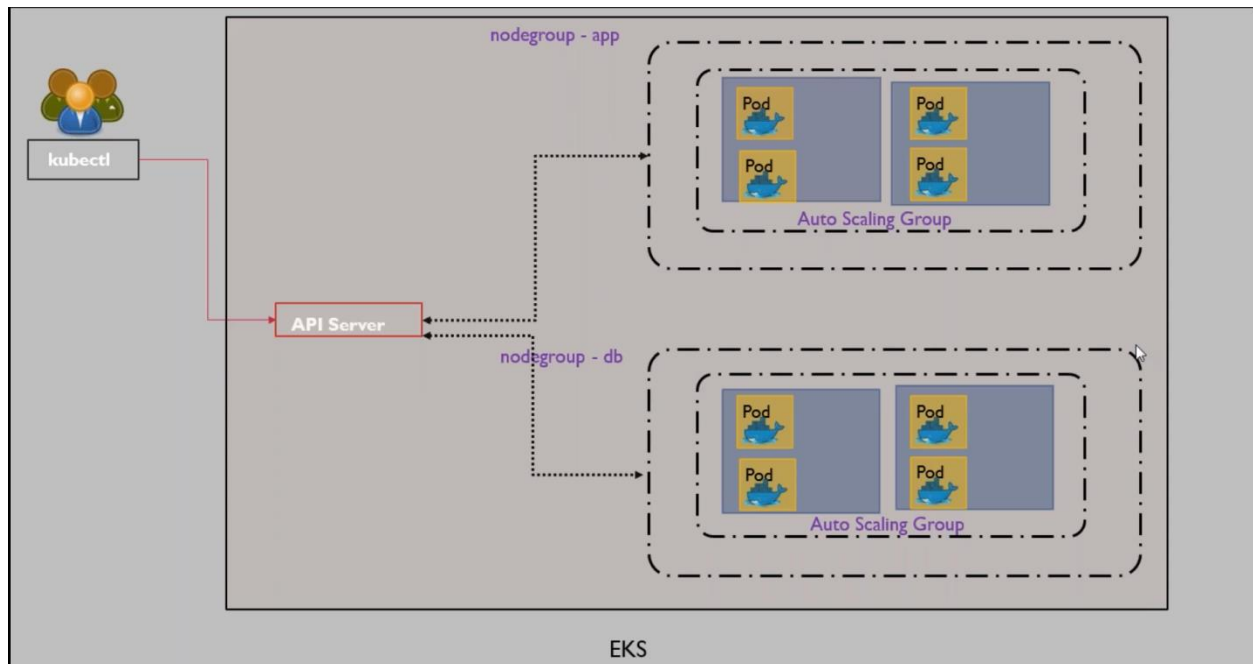 nodegroup - app
kubectl
Pod
Pod
Pod
Pod
Auto Scaling Group
API Server
nodegroup - db
Pod
Pod
Pod
Pod
Auto Scaling Group
EKS